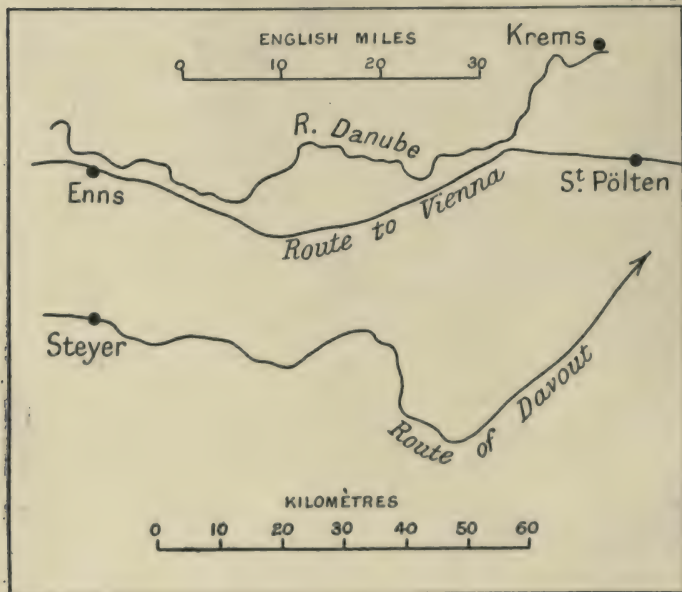 ENGLISH MILES
0 10 20 30
Krems
R. Danube
Enns
Route to Vienna
St. Pölten
Steyer
Route of Davout
KILOMÈTRES
0 10 20 30 40 50 60